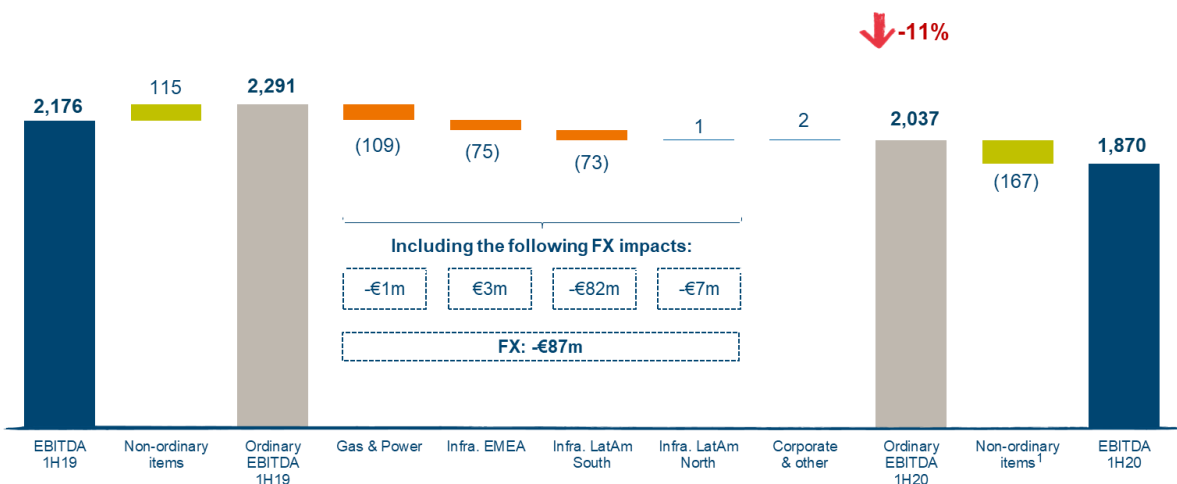 -11%
2,176
115
2,291
(109)
(75)
(73)
1
2
2,037
(167)
1,870
Including the following FX impacts:
-€1m
€3m
-€82m
-€7m
FX: -€87m
EBITDA
1H19
Non-ordinary
items
Ordinary
EBITDA
1H19
Gas & Power
Infra. EMEA
Infra. LatAm
South
Infra. LatAm
North
Corporate
& other
Ordinary
EBITDA
1H20
Non-ordinary
items¹
EBITDA
1H20